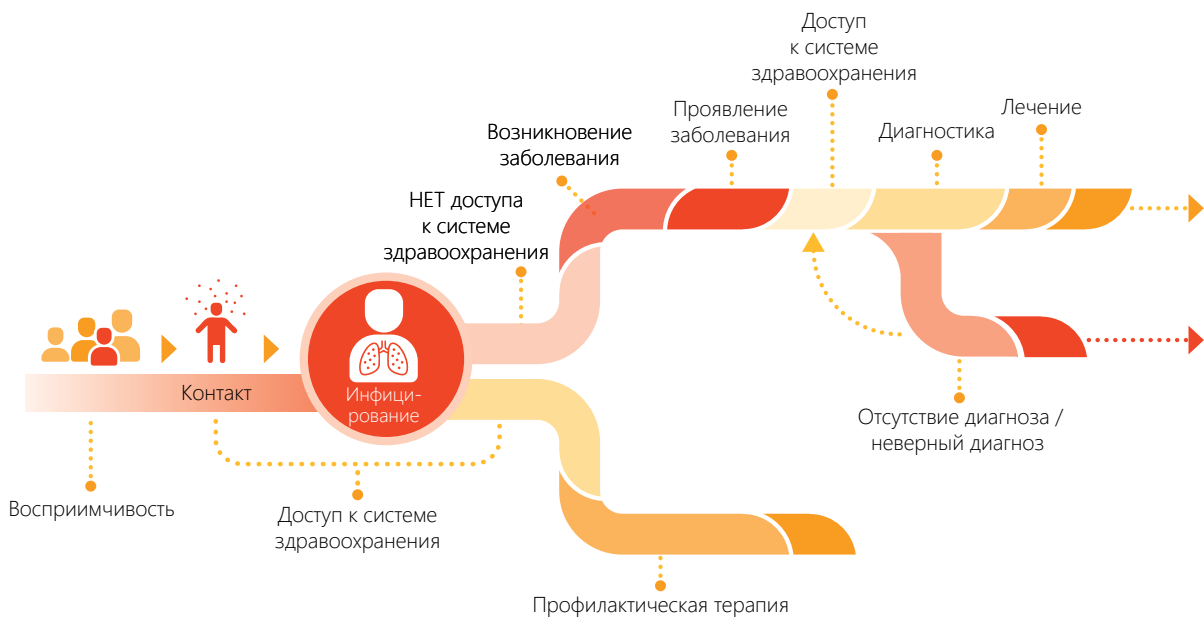 Доступ
к системе
здравоохранения
Проявление
заболевания
Лечение
Диагностика
Возникновение
заболевания
НЕТ доступа
к системе
здравоохранения
Контакт
Инфици-
рование
Отсутствие диагноза /
неверный диагноз
Восприимчивость
Доступ к системе
здравоохранения
Профилактическая терапия